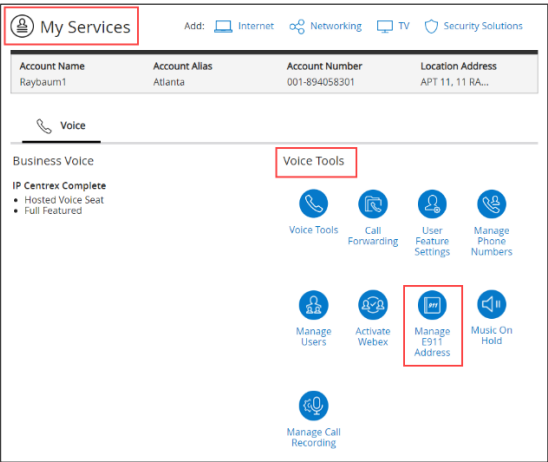 My Services
Add: Internet Networking TV Security Solutions
Account Name Account Alias Account Number Location Address
Raybaum1 Atlanta 001-894058301 APT 11, 11 RA...
Voice
Business Voice
IP Centrex Complete
• Hosted Voice Seat
• Full Featured
Voice Tools
Voice Tools
Call
Forwarding
User
Feature
Settings
Manage
Phone
Numbers
Manage
Users
Activate
Webex
911
Manage
E911
Address
Music On
Hold
Manage Call
Recording